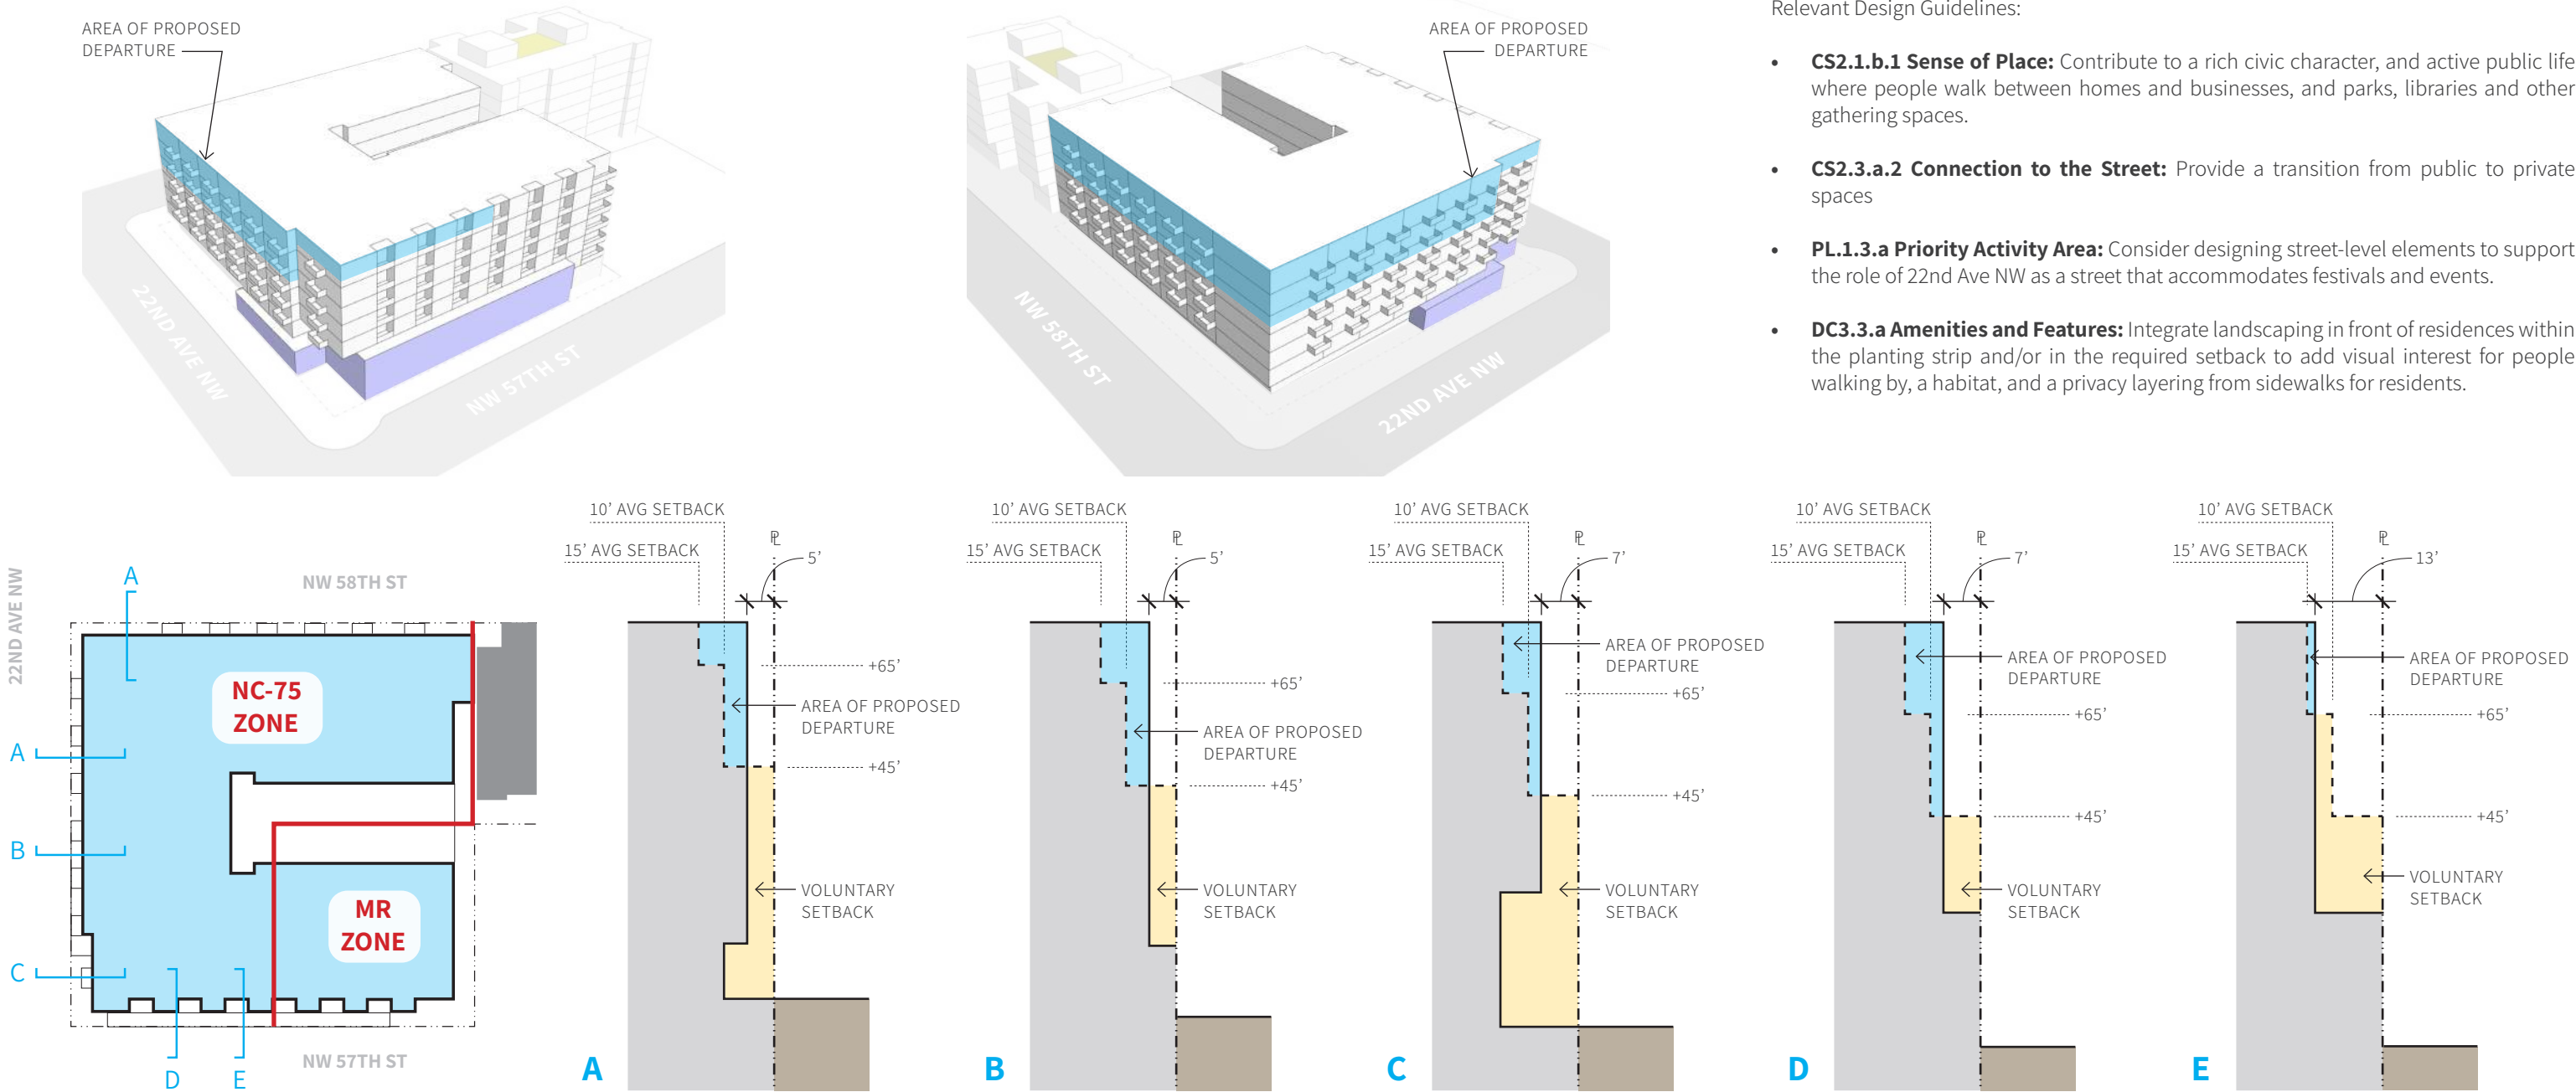 AREA OF PROPOSED
DEPARTURE
22ND AVE NW
NW 57TH ST
AREA OF PROPOSED
DEPARTURE
NW 58TH ST
22ND AVE NW
Relevant Design Guidelines:
• CS2.1.b.1 Sense of Place: Contribute to a rich civic character, and active public life
where people walk between homes and businesses, and parks, libraries and other
gathering spaces.
• CS2.3.a.2 Connection to the Street: Provide a transition from public to private
spaces
• PL.1.3.a Priority Activity Area: Consider designing street-level elements to support
the role of 22nd Ave NW as a street that accommodates festivals and events.
• DC3.3.a Amenities and Features: Integrate landscaping in front of residences within
the planting strip and/or in the required setback to add visual interest for people
walking by, a habitat, and a privacy layering from sidewalks for residents.
22ND AVE NW
NW 58TH ST
A
A
B
C
D
E
NC-75
ZONE
MR
ZONE
NW 57TH ST
10’ AVG SETBACK
15’ AVG SETBACK
PL
5’
+65’
AREA OF PROPOSED
DEPARTURE
+45’
VOLUNTARY
SETBACK
A
10’ AVG SETBACK
15’ AVG SETBACK
PL
5’
+65’
AREA OF PROPOSED
DEPARTURE
+45’
VOLUNTARY
SETBACK
B
10’ AVG SETBACK
15’ AVG SETBACK
PL
7’
AREA OF PROPOSED
DEPARTURE
+65’
+45’
VOLUNTARY
SETBACK
C
10’ AVG SETBACK
15’ AVG SETBACK
PL
7’
AREA OF PROPOSED
DEPARTURE
+65’
+45’
VOLUNTARY
SETBACK
D
10’ AVG SETBACK
15’ AVG SETBACK
PL
13’
AREA OF PROPOSED
DEPARTURE
+65’
+45’
VOLUNTARY
SETBACK
E